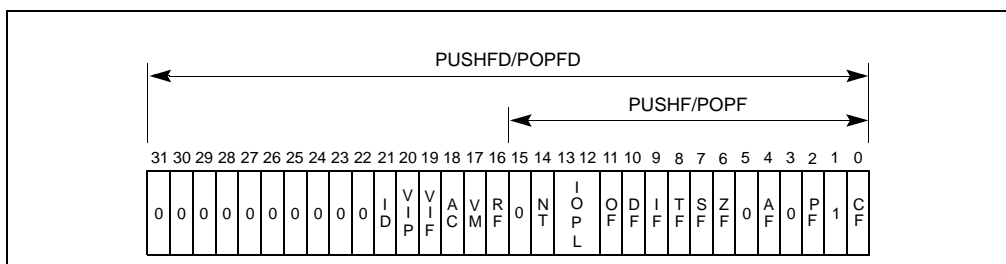 PUSHFD/POPFD
PUSHF/POPF
31 30 29 28 27 26 25 24 23 22 21 20 19 18 17 16 15 14 13 12 11 10 9 8 7 6 5 4 3 2 1 0
0 0 0 0 0 0 0 0 0 0 ID VIP VIF AC VM RF 0 NT IOPL OF DF IF TF SF ZF 0 AF 0 PF 1 CF